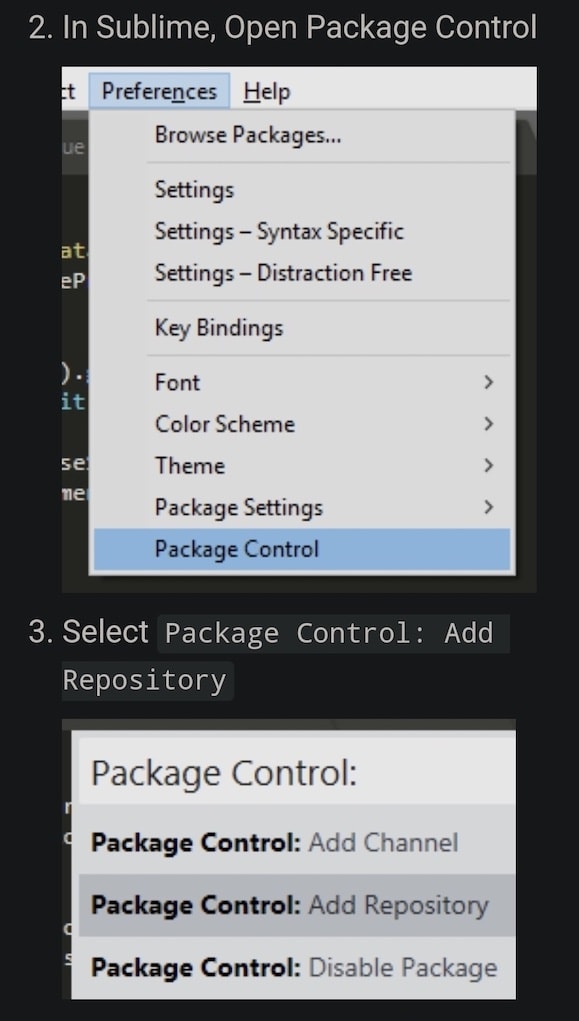 2. In Sublime, Open Package Control
ct Preferences Help
ue
Browse Packages...
Settings
Settings – Syntax Specific
at
Settings – Distraction Free
eP
Key Bindings
).
Font
it
Color Scheme
se
Theme
me
Package Settings
Package Control
3. Select Package Control: Add
Repository
Package Control:
Package Control: Add Channel
Package Control: Add Repository
Package Control: Disable Package